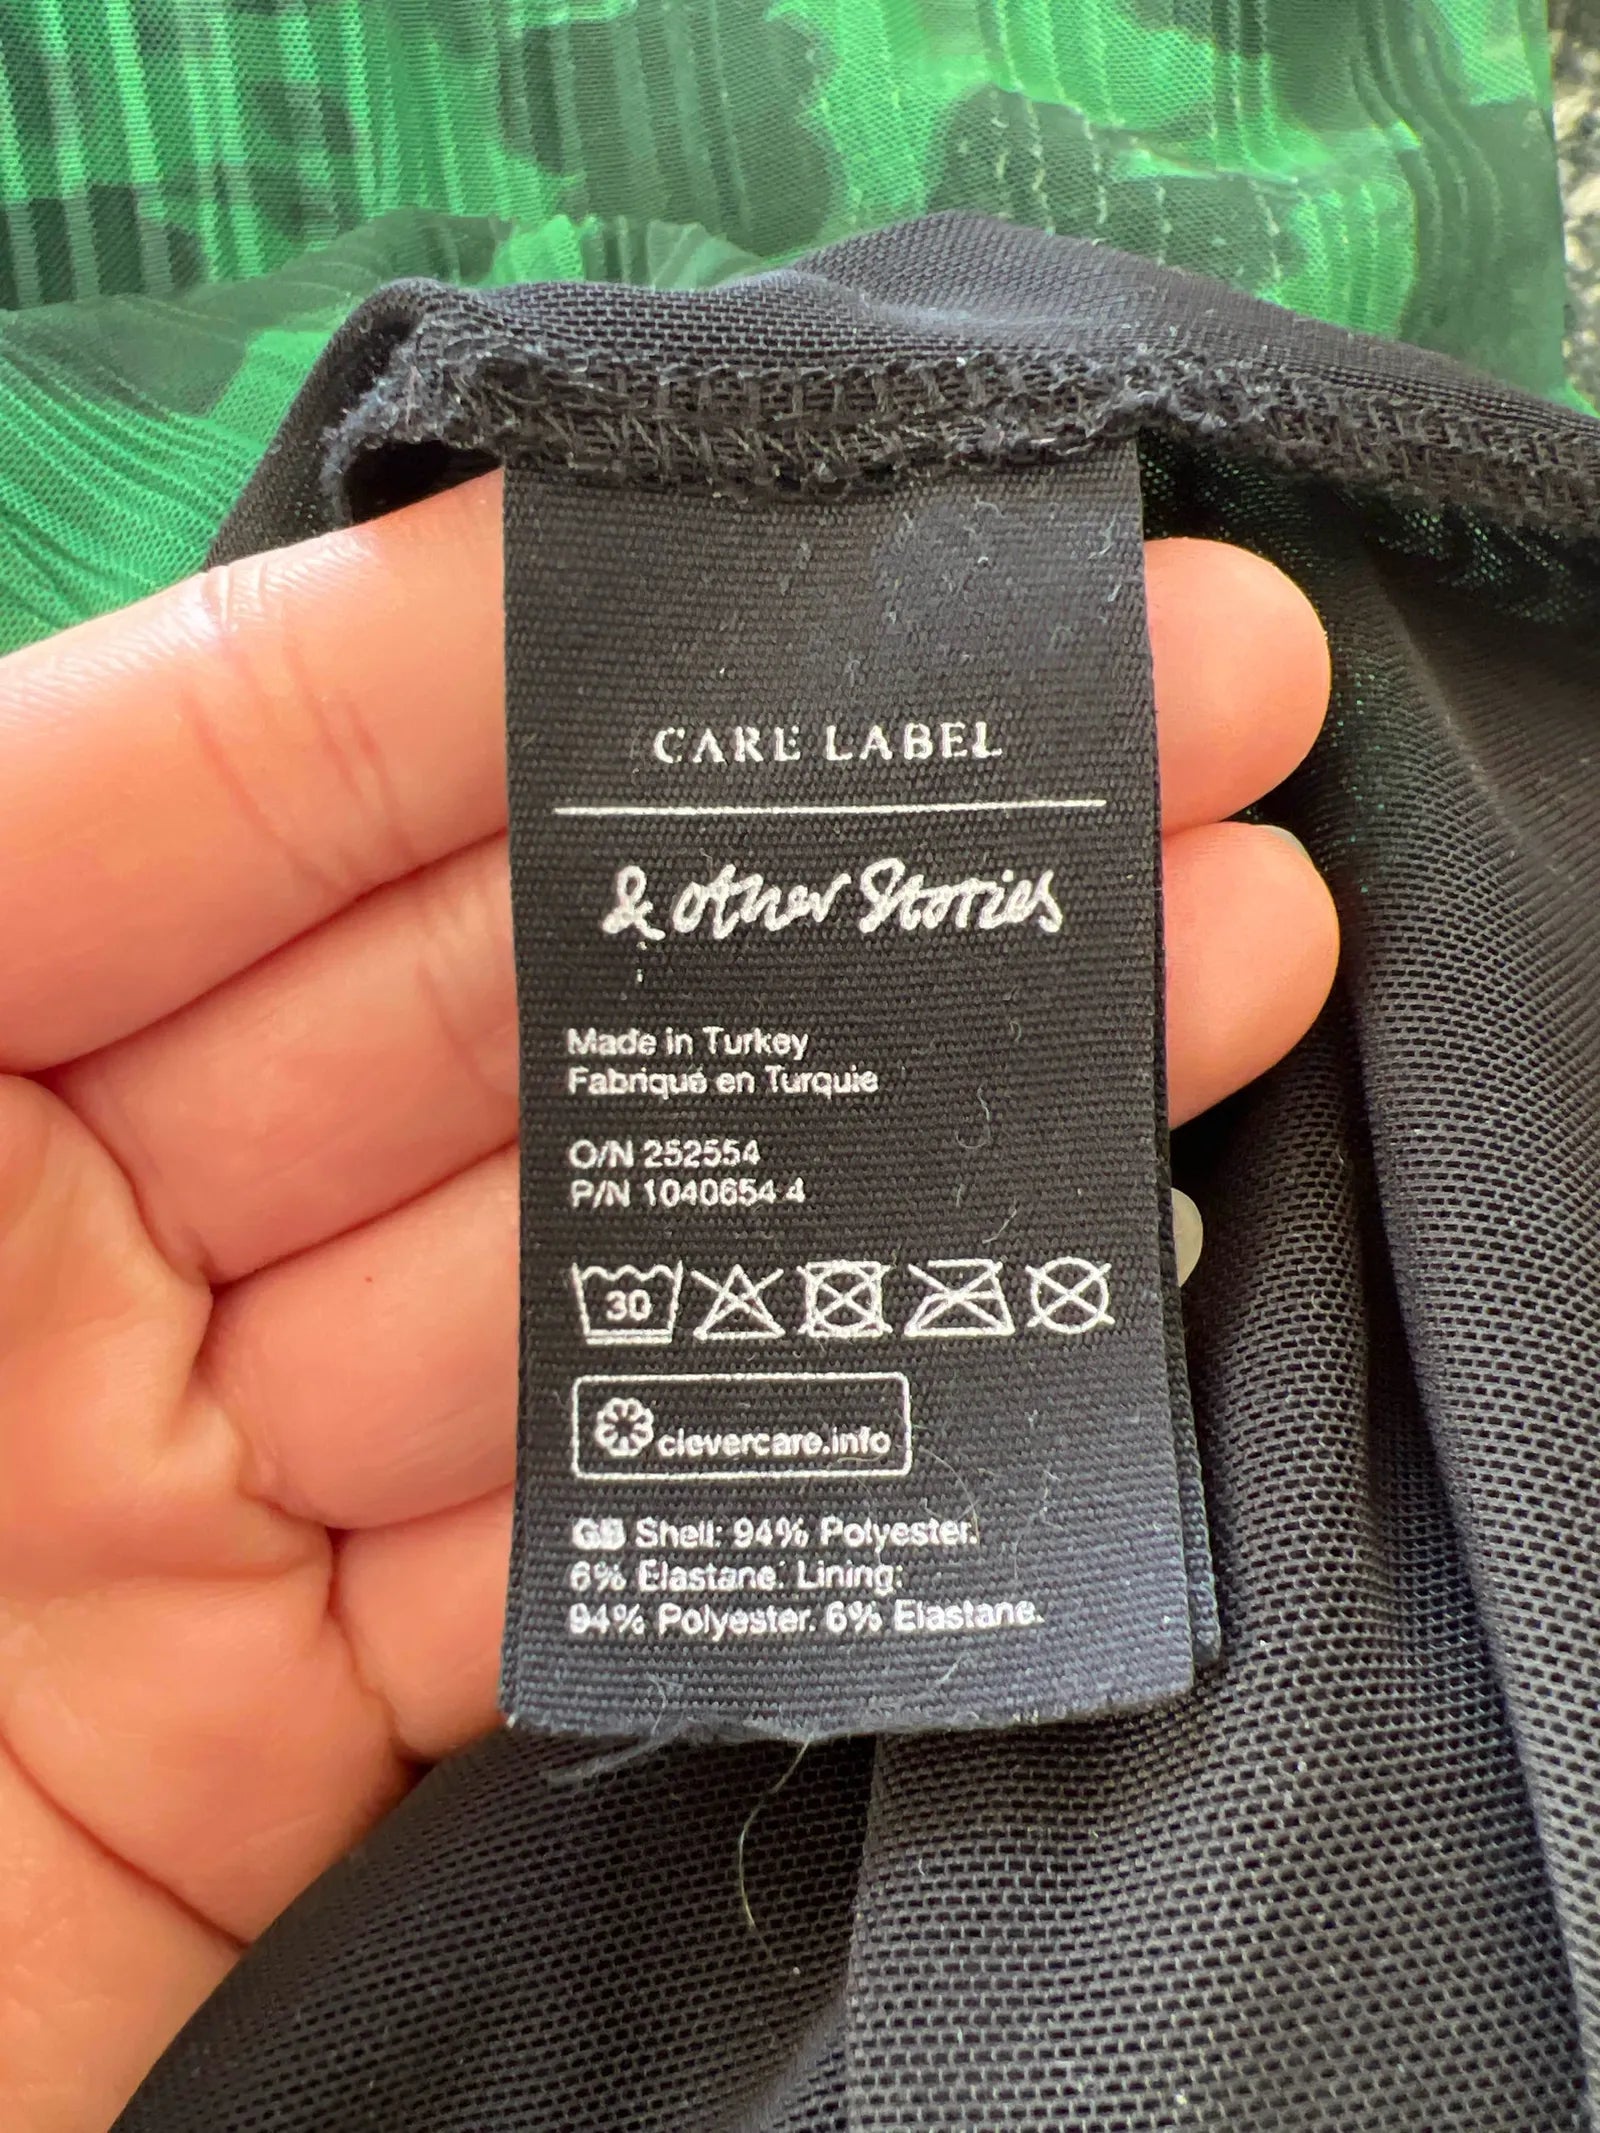 CARE LABEL
& other Stories
Made in Turkey
Fabriqué en Turquie
O/N 252554
P/N 1040654 4
30
clevercare.info
GB Shell: 94% Polyester.
6% Elastane. Lining:
94% Polyester. 6% Elastane.